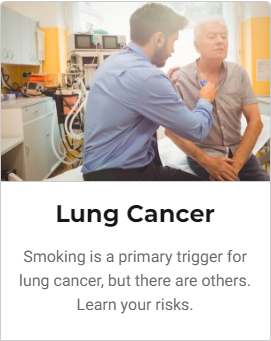 Lung Cancer
Smoking is a primary trigger for
lung cancer, but there are others.
Learn your risks.